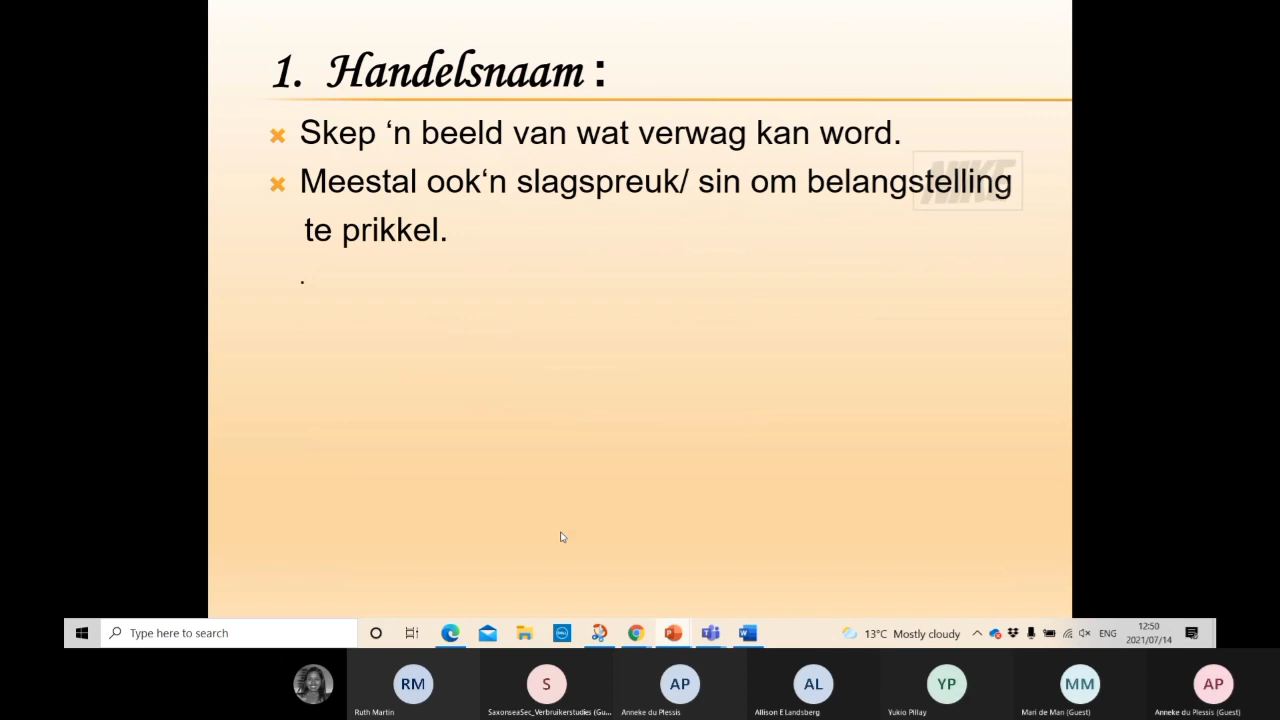 1. Handelsnaam :
Skep ‘n beeld van wat verwag kan word.
Meestal ook‘n slagspreuk/ sin om belangstelling
te prikkel.
.
NIKE
Type here to search
13°C Mostly cloudy
ENG
12:50
2021/07/14
RM
S
AP
AL
YP
MM
AP
Ruth Martin
SaxonseaSec_Verbruikerstudies (Gu...
Anneke du Plessis
Allison E Landsberg
Yukio Pillay
Mari de Man (Guest)
Anneke du Plessis (Guest)